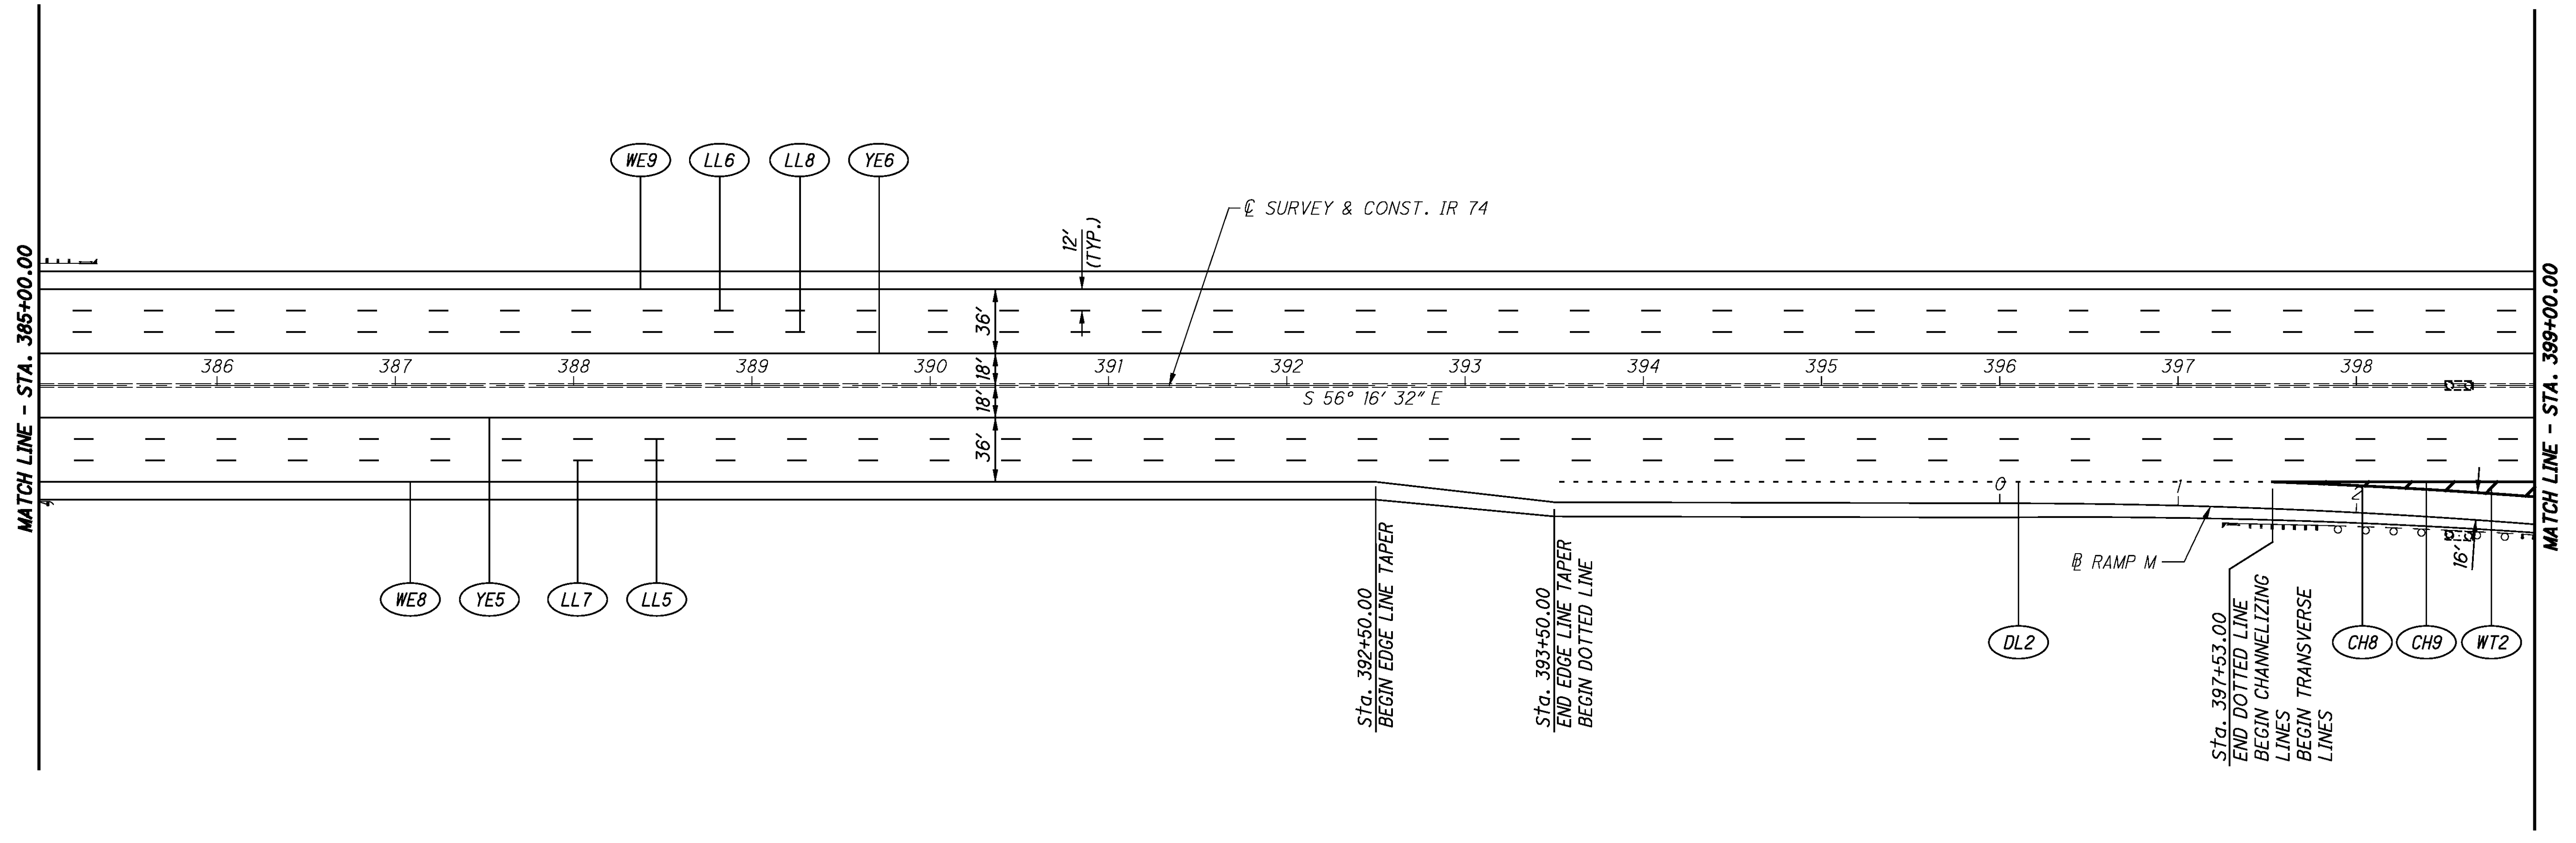 WE9
LL6
LL8
YE6
℄ SURVEY & CONST. IR 74
12'
(TYP.)
MATCH LINE - STA. 385+00.00
MATCH LINE - STA. 399+00.00
36'
386
387
388
389
390
391
392
393
394
395
396
397
398
18'
18'
S 56° 16' 32" E
36'
0
1
2
16'
℄ RAMP M
WE8
YE5
LL7
LL5
Sta. 392+50.00
BEGIN EDGE LINE TAPER
Sta. 393+50.00
END EDGE LINE TAPER
BEGIN DOTTED LINE
DL2
Sta. 397+53.00
END DOTTED LINE
BEGIN CHANNELIZING
LINES
BEGIN TRANSVERSE
LINES
CH8
CH9
WT2